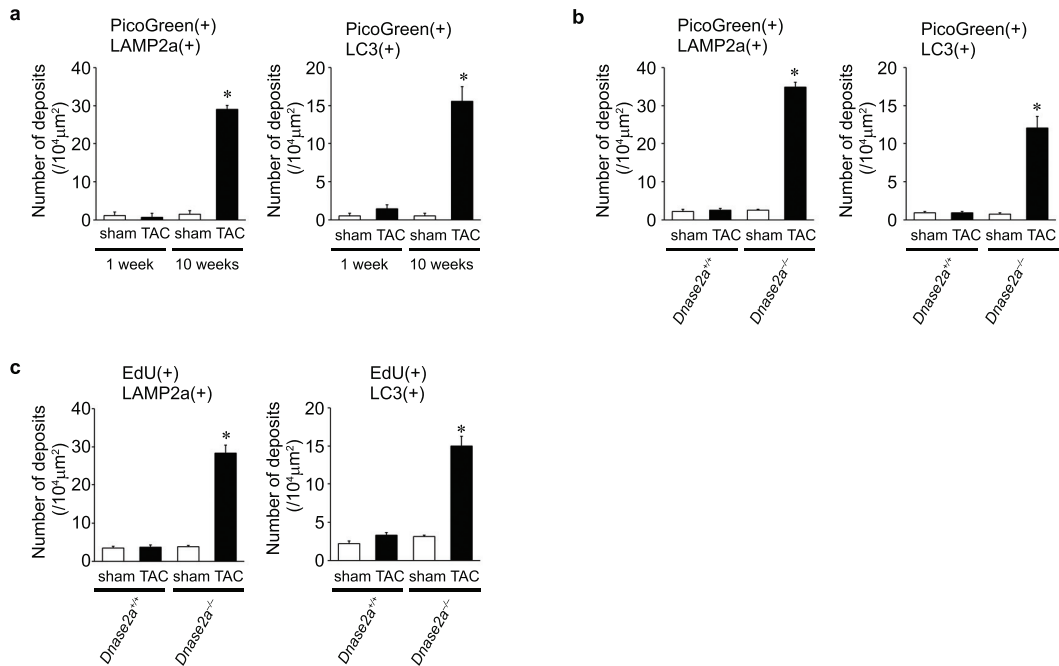 a
PicoGreen(+)
LAMP2a(+)
Number of deposits
(/10⁴μm²)
40
30
20
10
0
*
sham TAC sham TAC
1 week 10 weeks
PicoGreen(+)
LC3(+)
20
15
10
5
0
*
sham TAC sham TAC
1 week 10 weeks
b
PicoGreen(+)
LAMP2a(+)
Number of deposits
(/10⁴μm²)
40
30
20
10
0
*
sham TAC sham TAC
Dnase2a⁺/⁺
Dnase2a⁻/⁻
PicoGreen(+)
LC3(+)
Number of deposits
(/10⁴μm²)
20
15
10
5
0
*
sham TAC sham TAC
Dnase2a⁺/⁺
Dnase2a⁻/⁻
c
EdU(+)
LAMP2a(+)
Number of deposits
(/10⁴μm²)
40
30
20
10
0
*
sham TAC sham TAC
Dnase2a⁺/⁺
Dnase2a⁻/⁻
EdU(+)
LC3(+)
Number of deposits
(/10⁴μm²)
20
15
10
5
0
*
sham TAC sham TAC
Dnase2a⁺/⁺
Dnase2a⁻/⁻